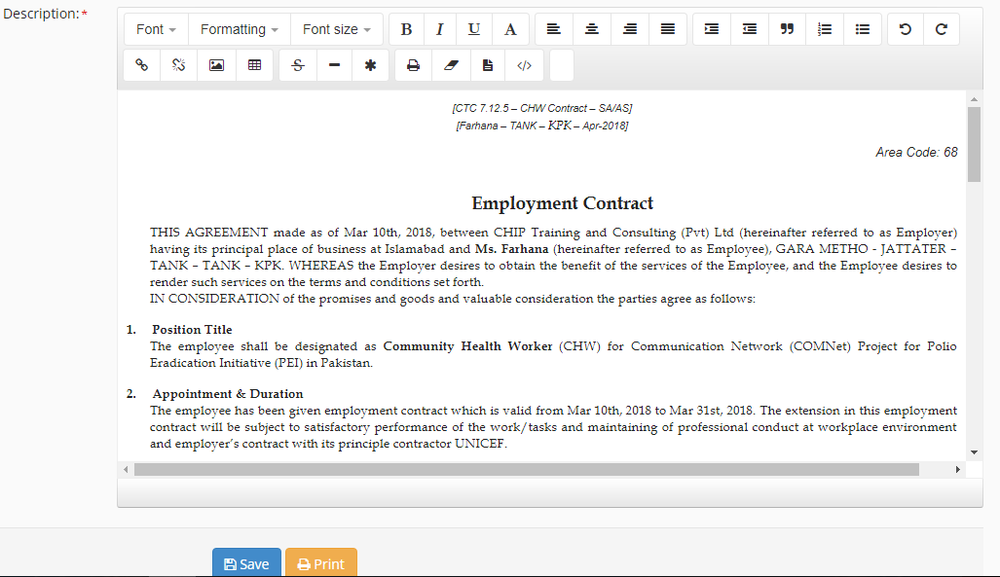 Description:*
Font Formatting Font size B I U A
S
[CTC 7.12.5 – CHW Contract – SA/AS]
[Farhana – TANK – KPK – Apr-2018]
Area Code: 68
Employment Contract
THIS AGREEMENT made as of Mar 10th, 2018, between CHIP Training and Consulting (Pvt) Ltd (hereinafter referred to as Employer)
having its principal place of business at Islamabad and Ms. Farhana (hereinafter referred to as Employee), GARA METHO - JATTATER –
TANK – TANK – KPK. WHEREAS the Employer desires to obtain the benefit of the services of the Employee, and the Employee desires to
render such services on the terms and conditions set forth.
IN CONSIDERATION of the promises and goods and valuable consideration the parties agree as follows:
1. Position Title
The employee shall be designated as Community Health Worker (CHW) for Communication Network (COMNet) Project for Polio
Eradication Initiative (PEI) in Pakistan.
2. Appointment & Duration
The employee has been given employment contract which is valid from Mar 10th, 2018 to Mar 31st, 2018. The extension in this employment
contract will be subject to satisfactory performance of the work/tasks and maintaining of professional conduct at workplace environment
and employer's contract with its principle contractor UNICEF.
Save Print